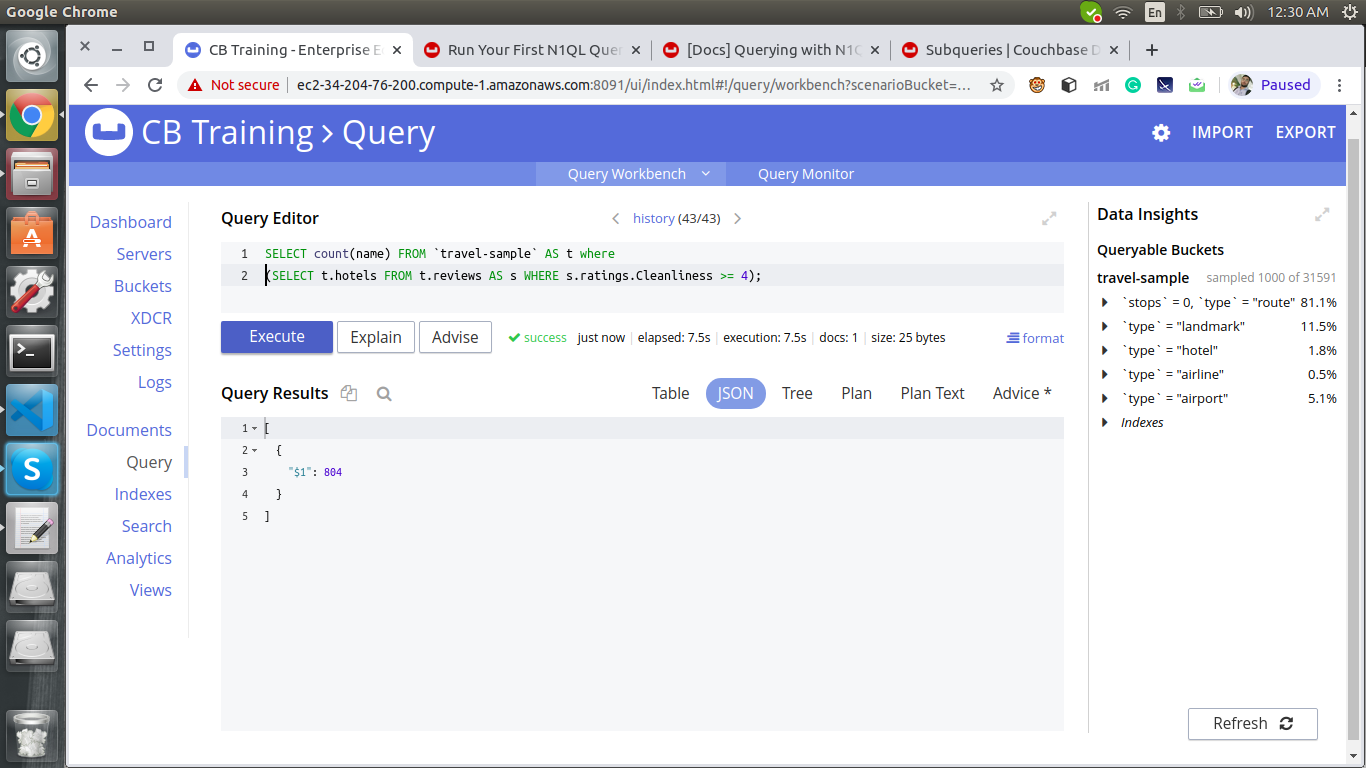 Google Chrome
En
12:30 AM
CB Training - Enterprise E
Run Your First N1QL Que
[Docs] Querying with N1Q
Subqueries | Couchbase D
Not secure
ec2-34-204-76-200.compute-1.amazonaws.com:8091/ui/index.html#!/query/workbench?scenarioBucket=...
Paused
CB Training > Query
IMPORT
EXPORT
Query Workbench
Query Monitor
Dashboard
Servers
Buckets
XDCR
Settings
Logs
Documents
Query
Indexes
Search
Analytics
Views
Query Editor
history (43/43)
1 SELECT count(name) FROM `travel-sample` AS t where
2 (SELECT t.hotels FROM t.reviews AS s WHERE s.ratings.Cleanliness >= 4);
Execute
Explain
Advise
success
just now
elapsed: 7.5s
execution: 7.5s
docs: 1
size: 25 bytes
format
Query Results
Table
JSON
Tree
Plan
Plan Text
Advice *
1 [
2 {
3 "$1": 804
4 }
5 ]
Data Insights
Queryable Buckets
travel-sample sampled 1000 of 31591
`stops` = 0, `type` = "route" 81.1%
`type` = "landmark" 11.5%
`type` = "hotel" 1.8%
`type` = "airline" 0.5%
`type` = "airport" 5.1%
Indexes
Refresh